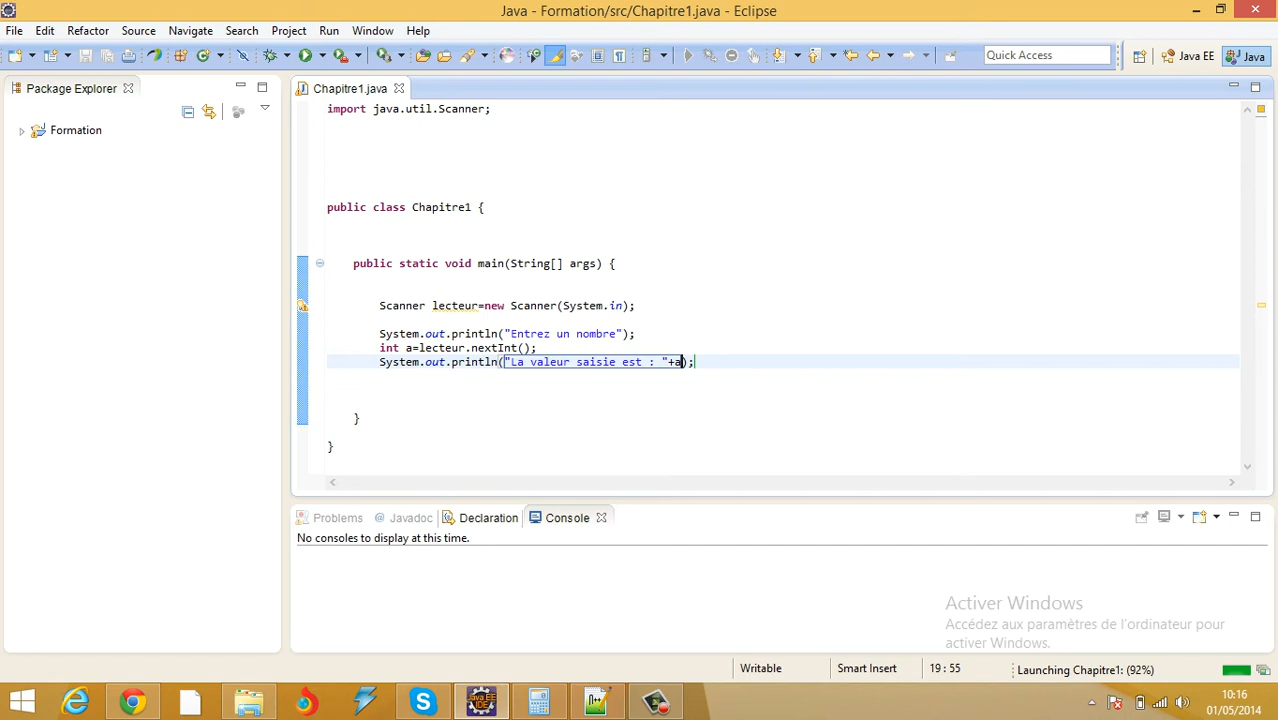 Java - Formation/src/Chapitre1.java - Eclipse
File Edit Refactor Source Navigate Search Project Run Window Help
Quick Access
Java EE
Java
Package Explorer
Formation
Chapitre1.java
import java.util.Scanner;
public class Chapitre1 {
public static void main(String[] args) {
Scanner lecteur=new Scanner(System.in);
System.out.println("Entrez un nombre");
int a=lecteur.nextInt();
System.out.println("La valeur saisie est : "+a);
}
}
Problems @ Javadoc Declaration Console
No consoles to display at this time.
Activer Windows
Accédez aux paramètres de l'ordinateur pour
activer Windows.
Writable Smart Insert 19 : 55 Launching Chapitre1: (92%)
Java EE
IDE
10:16
01/05/2014